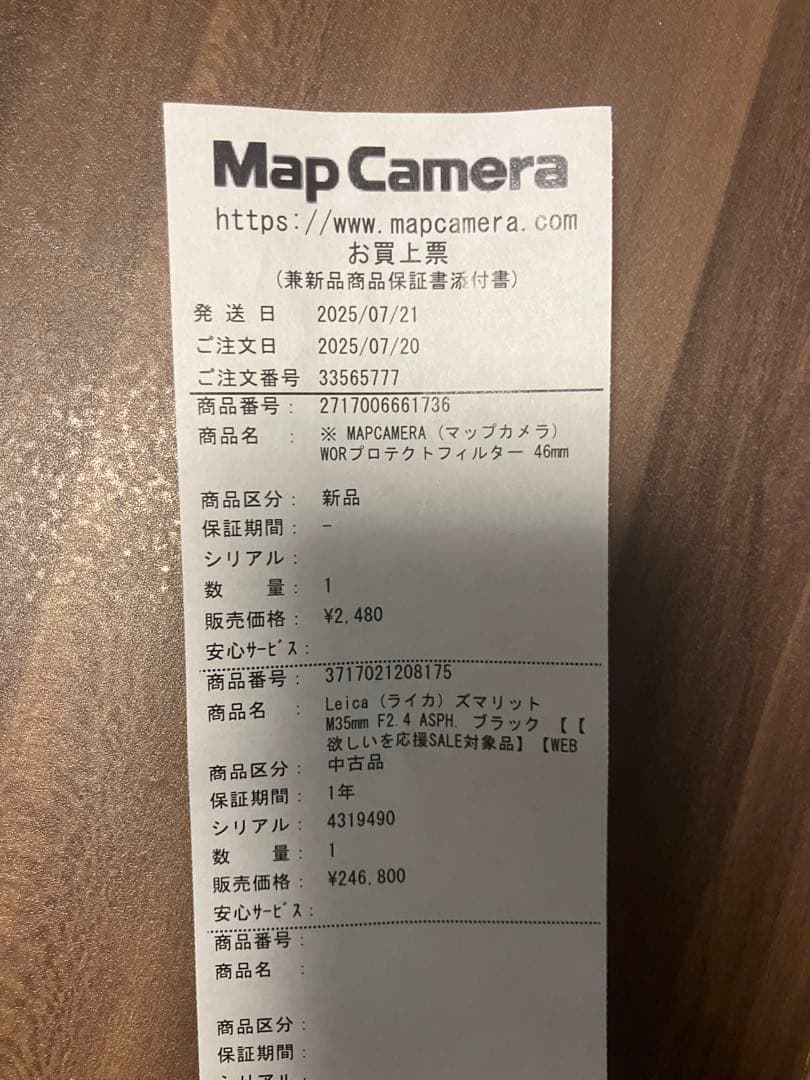 Map Camera
https://www.mapcamera.com
お買上票
(兼新品商品保証書添付書)
発 送 日 2025/07/21
ご注文日 2025/07/20
ご注文番号 33565777
商品番号: 2717006661736
商品名 : ※ MAPCAMERA (マップカメラ)
WORプロテクトフィルター 46mm
商品区分: 新品
保証期間: -
シリアル:
数 量: 1
販売価格: ¥2,480
安心ｻｰﾋﾞｽ:
商品番号: 3717021208175
商品名 : Leica (ライカ) ズマリット
M35mm F2.4 ASPH. ブラック 【【
欲しいを応援SALE対象品】【WEB
商品区分: 中古品
保証期間: 1年
シリアル: 4319490
数 量: 1
販売価格: ¥246,800
安心ｻｰﾋﾞｽ:
商品番号:
商品名 :
商品区分:
保証期間:
シリアル: